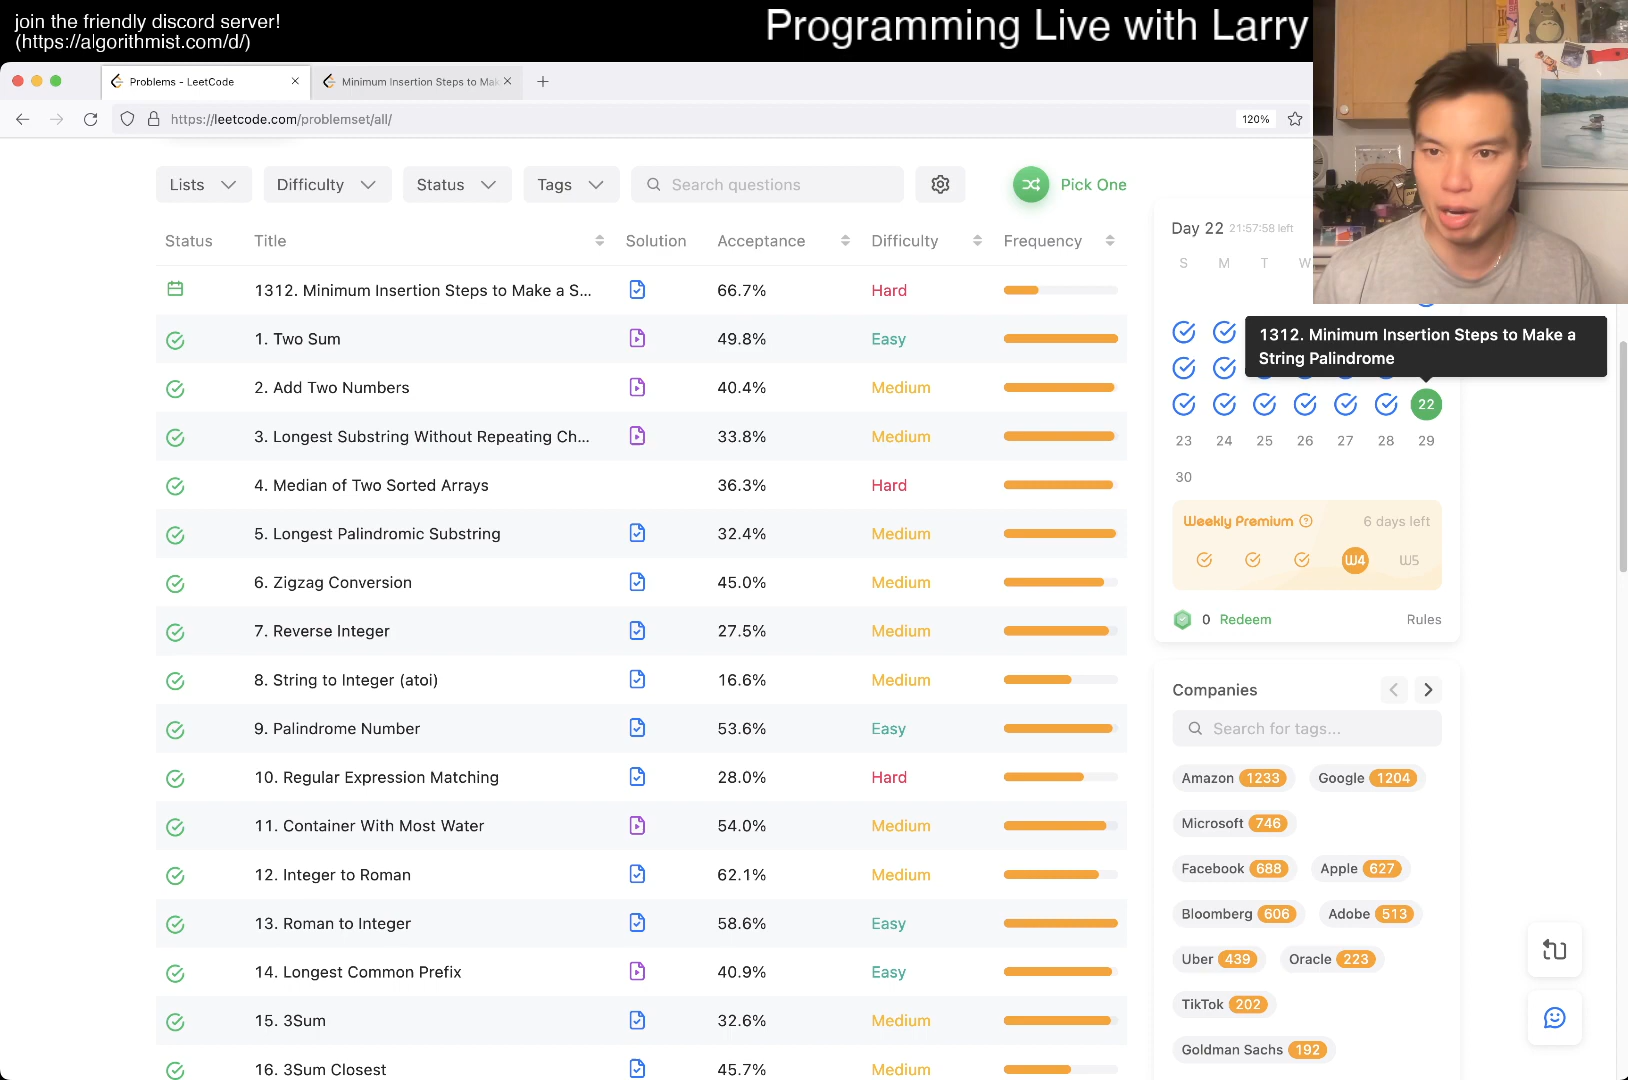 join the friendly discord server!
(https://algorithmist.com/d/)
Programming Live with Larry
Problems - LeetCode
Minimum Insertion Steps to Mak
https://leetcode.com/problemset/all/
120%
Lists
Difficulty
Status
Tags
Search questions
Pick One
Status Title Solution Acceptance Difficulty Frequency
1312. Minimum Insertion Steps to Make a S... 66.7% Hard
1. Two Sum 49.8% Easy
2. Add Two Numbers 40.4% Medium
3. Longest Substring Without Repeating Ch... 33.8% Medium
4. Median of Two Sorted Arrays 36.3% Hard
5. Longest Palindromic Substring 32.4% Medium
6. Zigzag Conversion 45.0% Medium
7. Reverse Integer 27.5% Medium
8. String to Integer (atoi) 16.6% Medium
9. Palindrome Number 53.6% Easy
10. Regular Expression Matching 28.0% Hard
11. Container With Most Water 54.0% Medium
12. Integer to Roman 62.1% Medium
13. Roman to Integer 58.6% Easy
14. Longest Common Prefix 40.9% Easy
15. 3Sum 32.6% Medium
16. 3Sum Closest 45.7% Medium
Day 22 21:57:58 left
S M T W
1312. Minimum Insertion Steps to Make a
String Palindrome
22
23 24 25 26 27 28 29
30
Weekly Premium 6 days left
W4 W5
0 Redeem Rules
Companies
Search for tags...
Amazon 1233 Google 1204
Microsoft 746
Facebook 688 Apple 627
Bloomberg 606 Adobe 513
Uber 439 Oracle 223
TikTok 202
Goldman Sachs 192